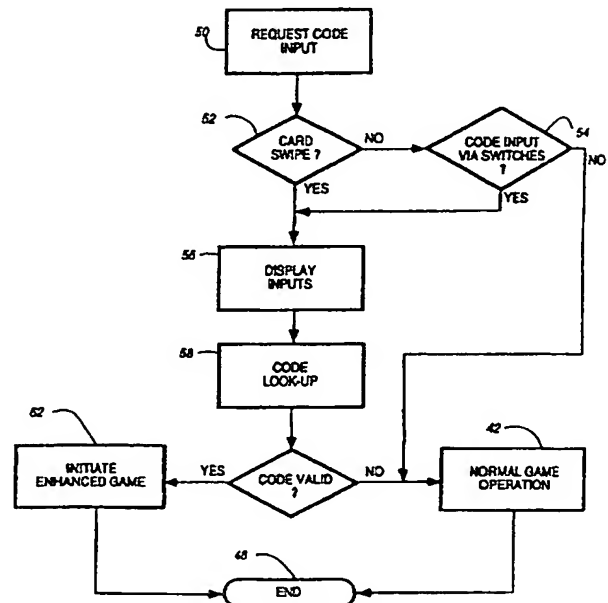 50
REQUEST CODE
INPUT
52
CARD
SWIPE ?
NO
CODE INPUT
VIA SWITCHES
?
54
NO
YES
YES
56
DISPLAY
INPUTS
58
CODE
LOOK-UP
62
INITIATE
ENHANCED GAME
YES
CODE VALID
?
NO
42
NORMAL GAME
OPERATION
48
END